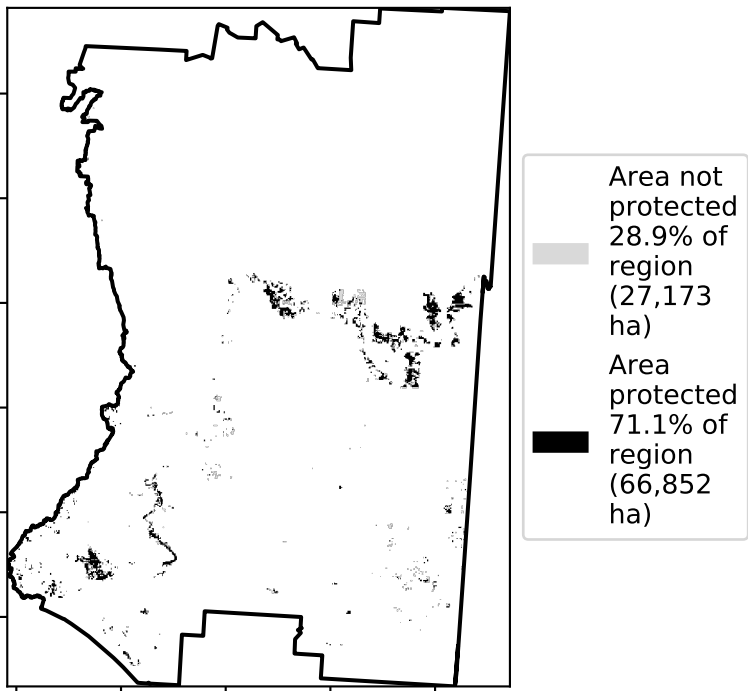 Area not
protected
28.9% of
region
(27,173
ha)
Area
protected
71.1% of
region
(66,852
ha)